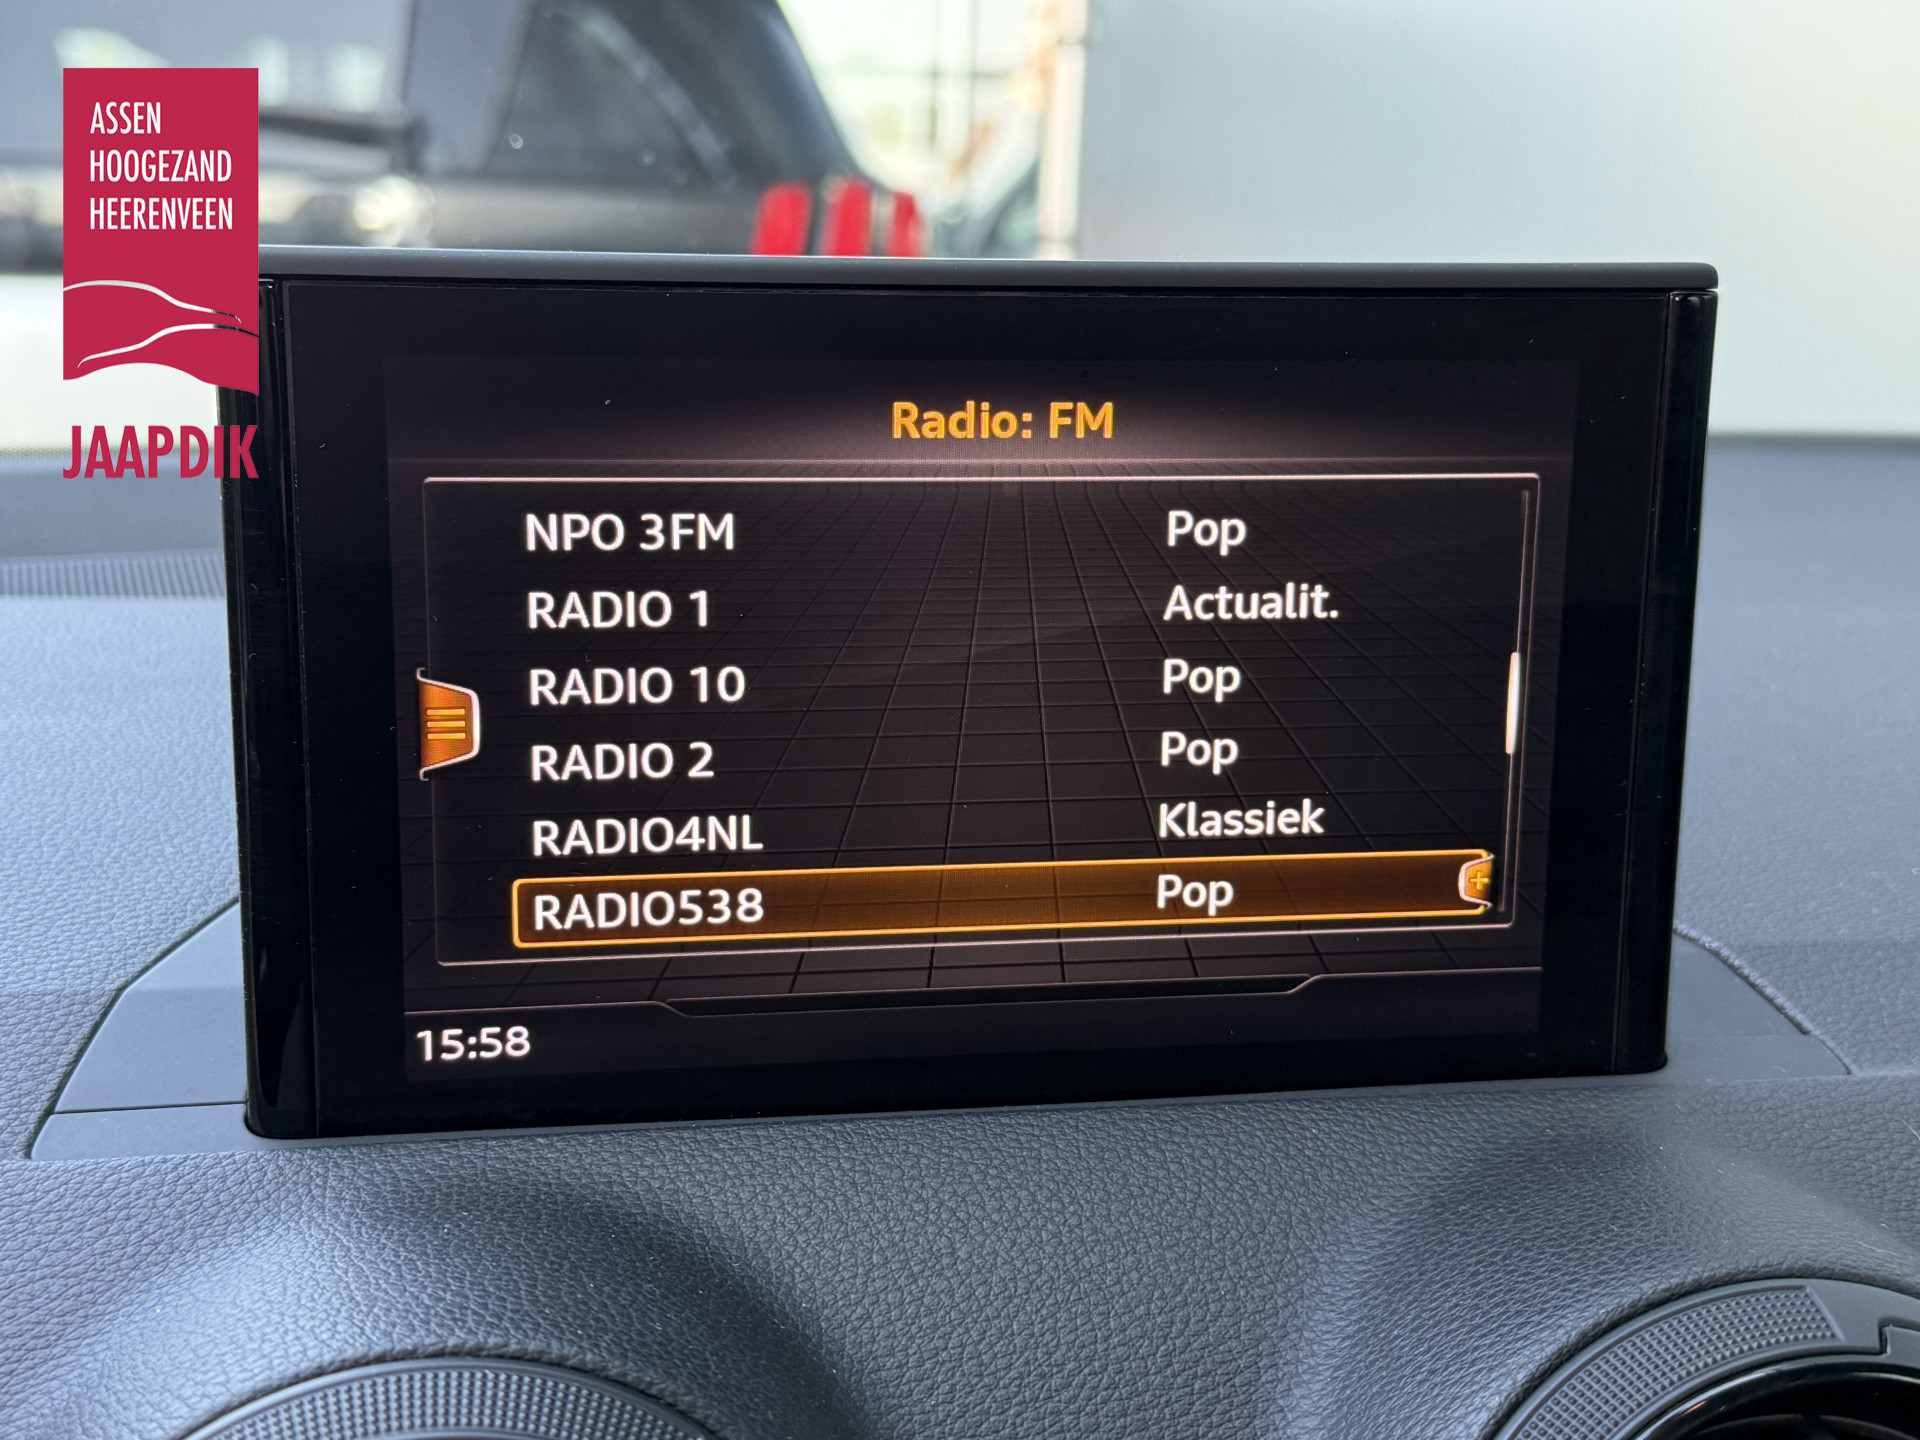 ASSEN
HOOGEZAND
HEERENVEEN
JAAPDIK
Radio: FM
NPO 3FM Pop
RADIO 1 Actualit.
RADIO 10 Pop
RADIO 2 Pop
RADIO4NL Klassiek
RADIO538 Pop
15:58